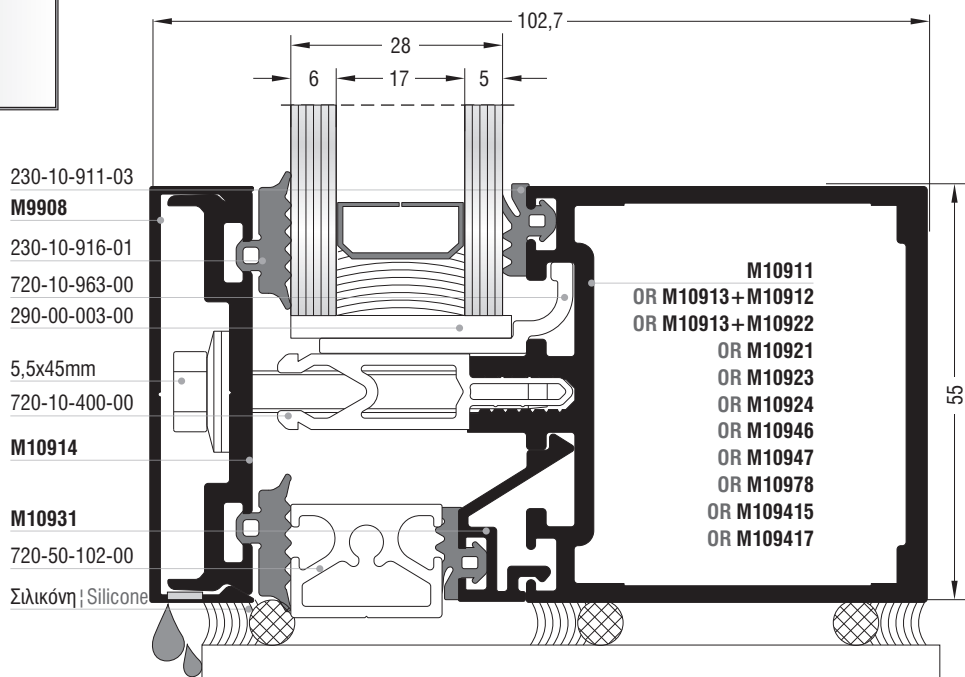 102,7
28
6
17
5
230-10-911-03
M9908
230-10-916-01
720-10-963-00
290-00-003-00
5,5x45mm
720-10-400-00
M10914
M10931
720-50-102-00
Σιλικόνη ¦ Silicone
M10911
OR M10913+M10912
OR M10913+M10922
OR M10921
OR M10923
OR M10924
OR M10946
OR M10947
OR M10978
OR M109415
OR M109417
55